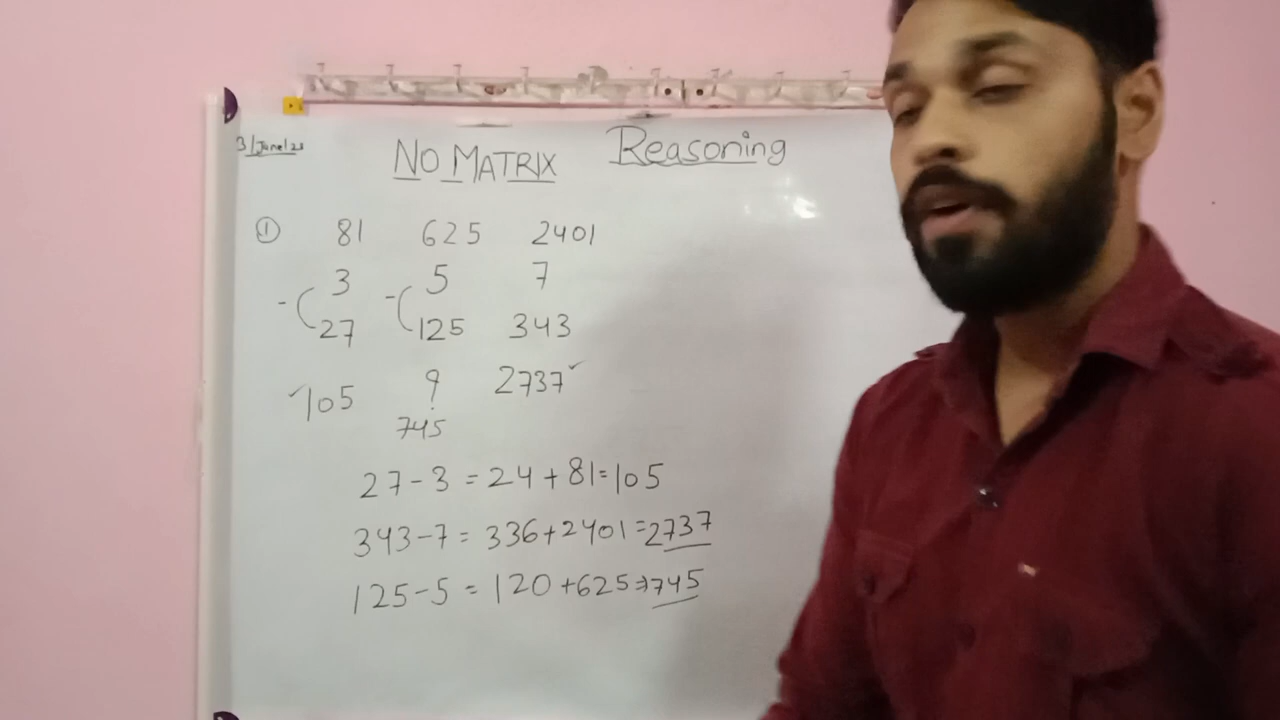 3/June/23
NO MATRIX Reasoning
① 81 625 2401
3 5 7
- -
27 125 343
✓105 ? 2737✓
745
27-3 = 24+81=105
343-7= 336+2401=2737
125-5 = 120+625⇒745